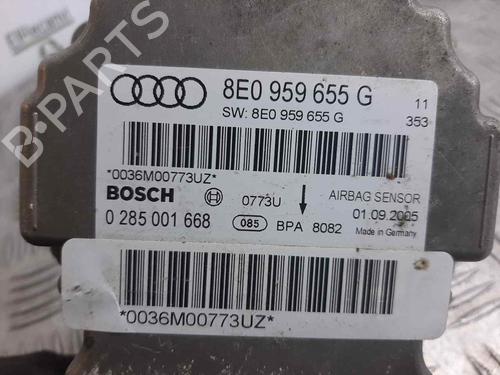 8E0 959 655 G
11
SW: 8E0 959 655 G
353
*0036M00773UZ*
BOSCH
0773U
AIRBAG SENSOR
0 285 001 668
085
BPA 8082
01.09.2005
Made in Germany
*0036M00773UZ*
B-PARTS